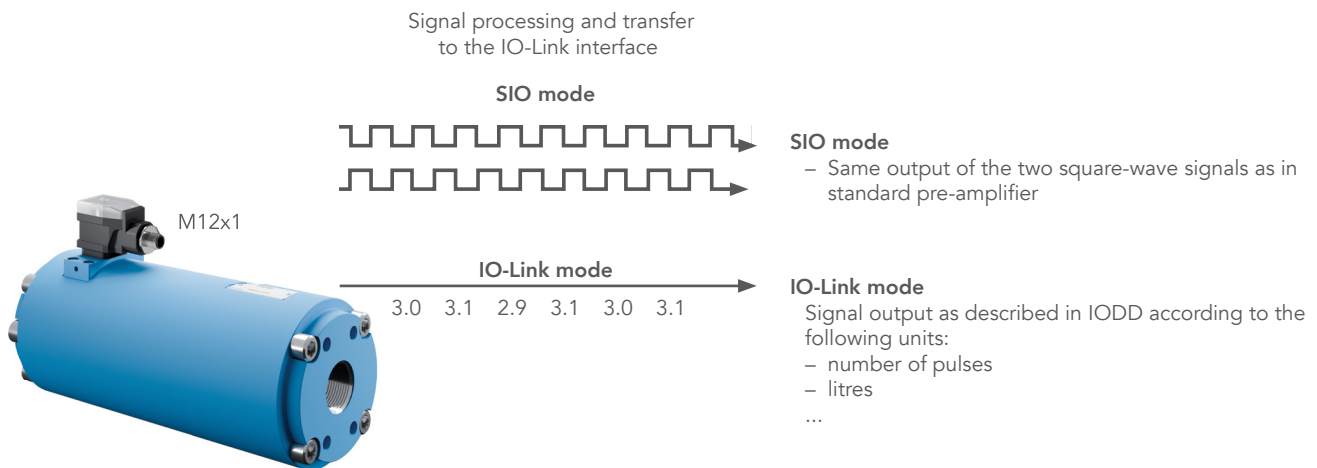 Signal processing and transfer
to the IO-Link interface
SIO mode
SIO mode
– Same output of the two square-wave signals as in
standard pre-amplifier
M12x1
IO-Link mode
3.0 3.1 2.9 3.1 3.0 3.1
IO-Link mode
Signal output as described in IODD according to the
following units:
– number of pulses
– litres
...